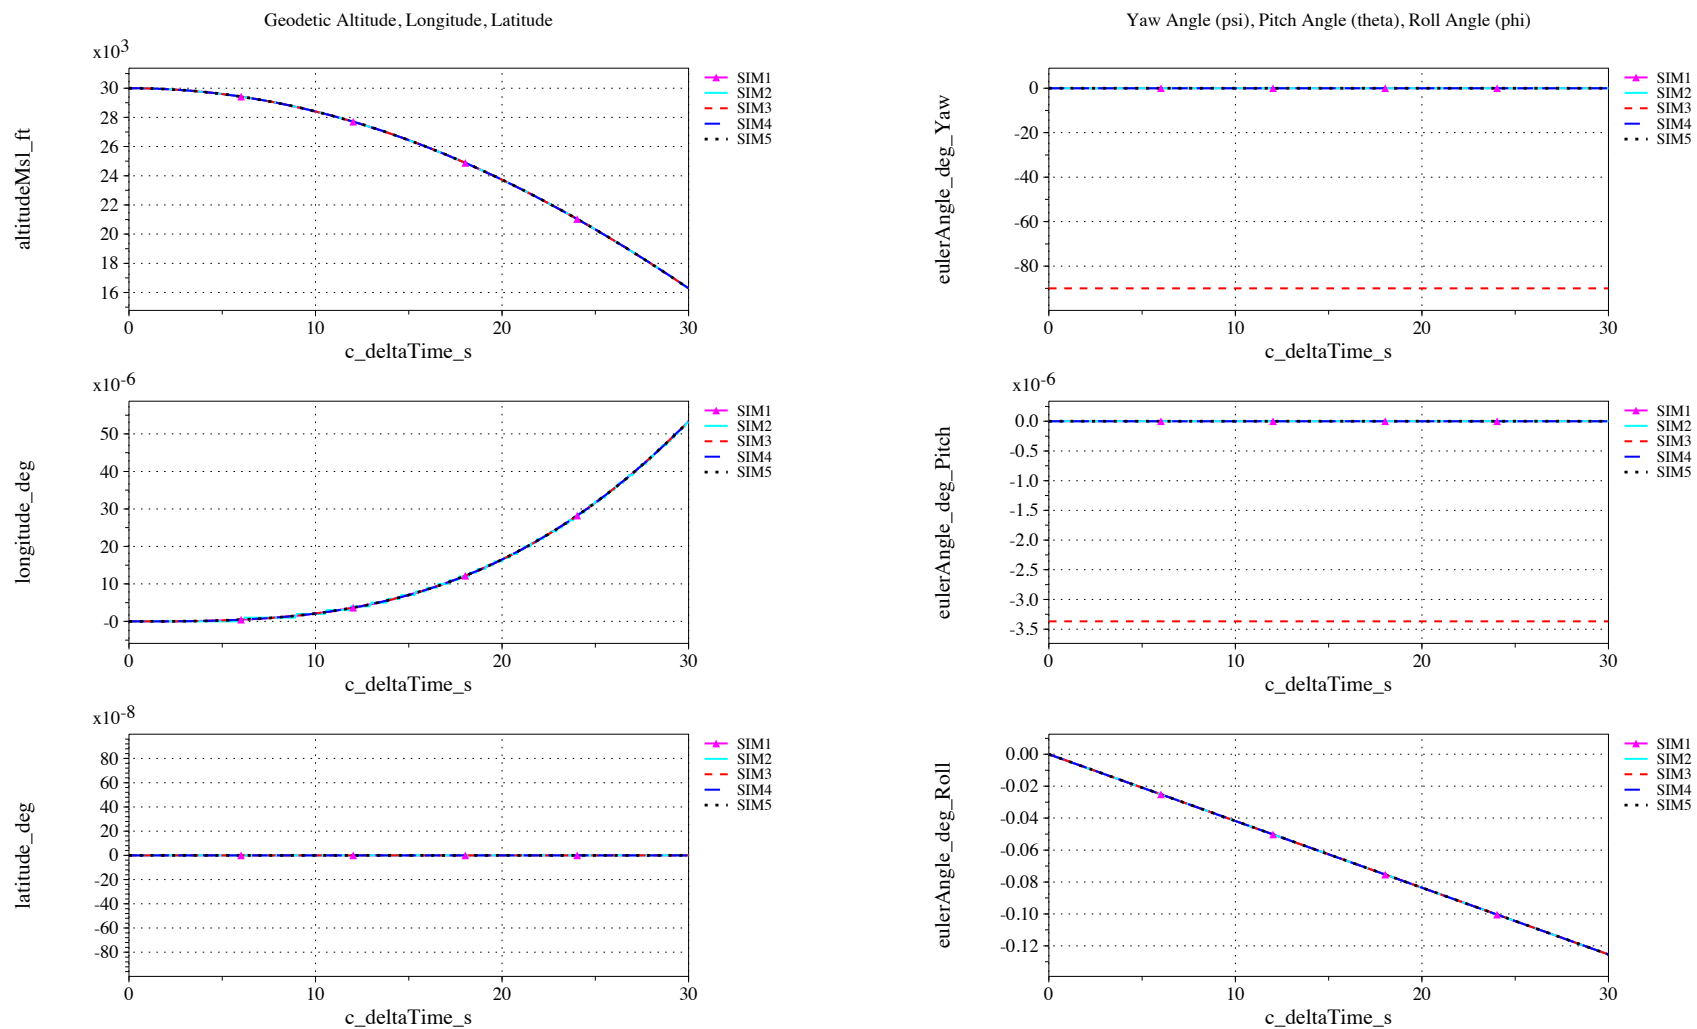 Geodetic Altitude, Longitude, Latitude
x10^3
altitudeMsl_ft
30
28
26
24
22
20
18
16
0
10
20
30
c_deltaTime_s
SIM1
SIM2
SIM3
SIM4
SIM5
x10^-6
longitude_deg
50
40
30
20
10
-0
0
10
20
30
c_deltaTime_s
SIM1
SIM2
SIM3
SIM4
SIM5
x10^-8
latitude_deg
80
60
40
20
0
-20
-40
-60
-80
0
10
20
30
c_deltaTime_s
SIM1
SIM2
SIM3
SIM4
SIM5
Yaw Angle (psi), Pitch Angle (theta), Roll Angle (phi)
eulerAngle_deg_Yaw
0
-20
-40
-60
-80
0
10
20
30
c_deltaTime_s
SIM1
SIM2
SIM3
SIM4
SIM5
x10^-6
eulerAngle_deg_Pitch
0.0
-0.5
-1.0
-1.5
-2.0
-2.5
-3.0
-3.5
0
10
20
30
c_deltaTime_s
SIM1
SIM2
SIM3
SIM4
SIM5
eulerAngle_deg_Roll
0.00
-0.02
-0.04
-0.06
-0.08
-0.10
-0.12
0
10
20
30
c_deltaTime_s
SIM1
SIM2
SIM3
SIM4
SIM5